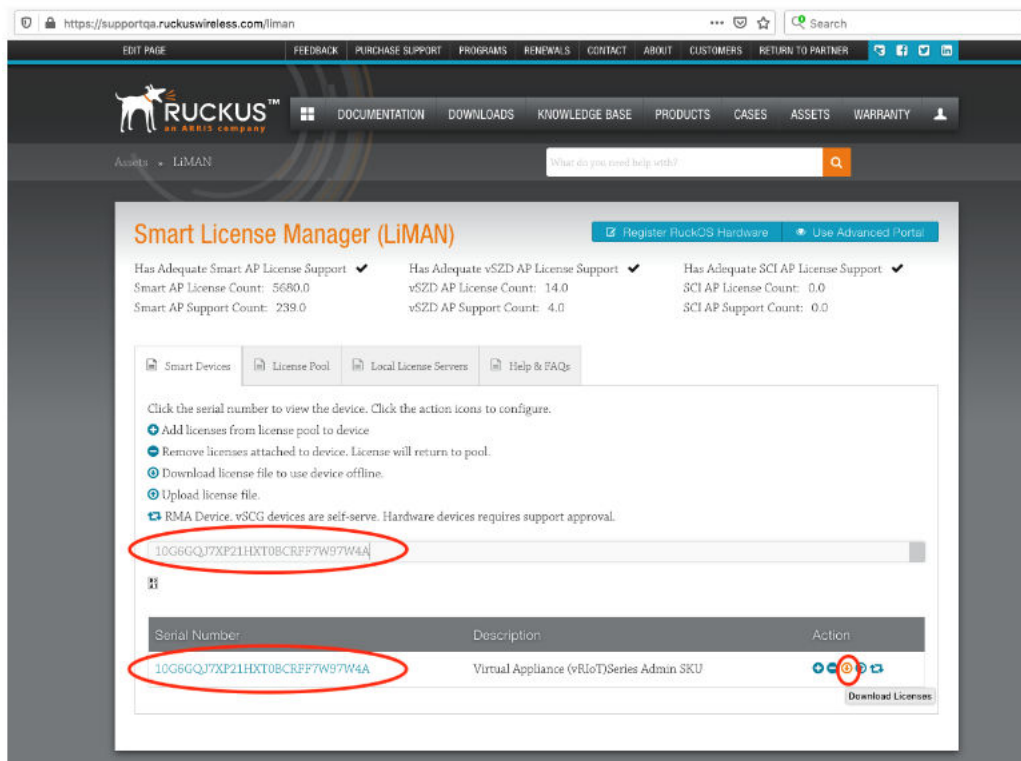 https://supportqa.ruckuswireless.com/liman
Search
EDIT PAGE FEEDBACK PURCHASE SUPPORT PROGRAMS RENEWALS CONTACT ABOUT CUSTOMERS RETURN TO PARTNER
RUCKUS™
an ARRIS company
DOCUMENTATION DOWNLOADS KNOWLEDGE BASE PRODUCTS CASES ASSETS WARRANTY
Assets LiMAN
What do you need help with?
Smart License Manager (LiMAN)
Register RuckOS Hardware Use Advanced Portal
Has Adequate Smart AP License Support Has Adequate vSZD AP License Support Has Adequate SCI AP License Support
Smart AP License Count: 5680.0 vSZD AP License Count: 14.0 SCI AP License Count: 0.0
Smart AP Support Count: 239.0 vSZD AP Support Count: 4.0 SCI AP Support Count: 0.0
Smart Devices License Pool Local License Servers Help & FAQs
Click the serial number to view the device. Click the action icons to configure.
Add licenses from license pool to device
Remove licenses attached to device. License will return to pool.
Download license file to use device offline.
Upload license file.
RMA Device. vSCG devices are self-serve. Hardware devices requires support approval.
10G6GQJ7XP21HXT0BCRFF7W97W4A
Serial Number Description Action
10G6GQJ7XP21HXT0BCRFF7W97W4A Virtual Appliance (vRIoT)Series Admin SKU
Download Licenses